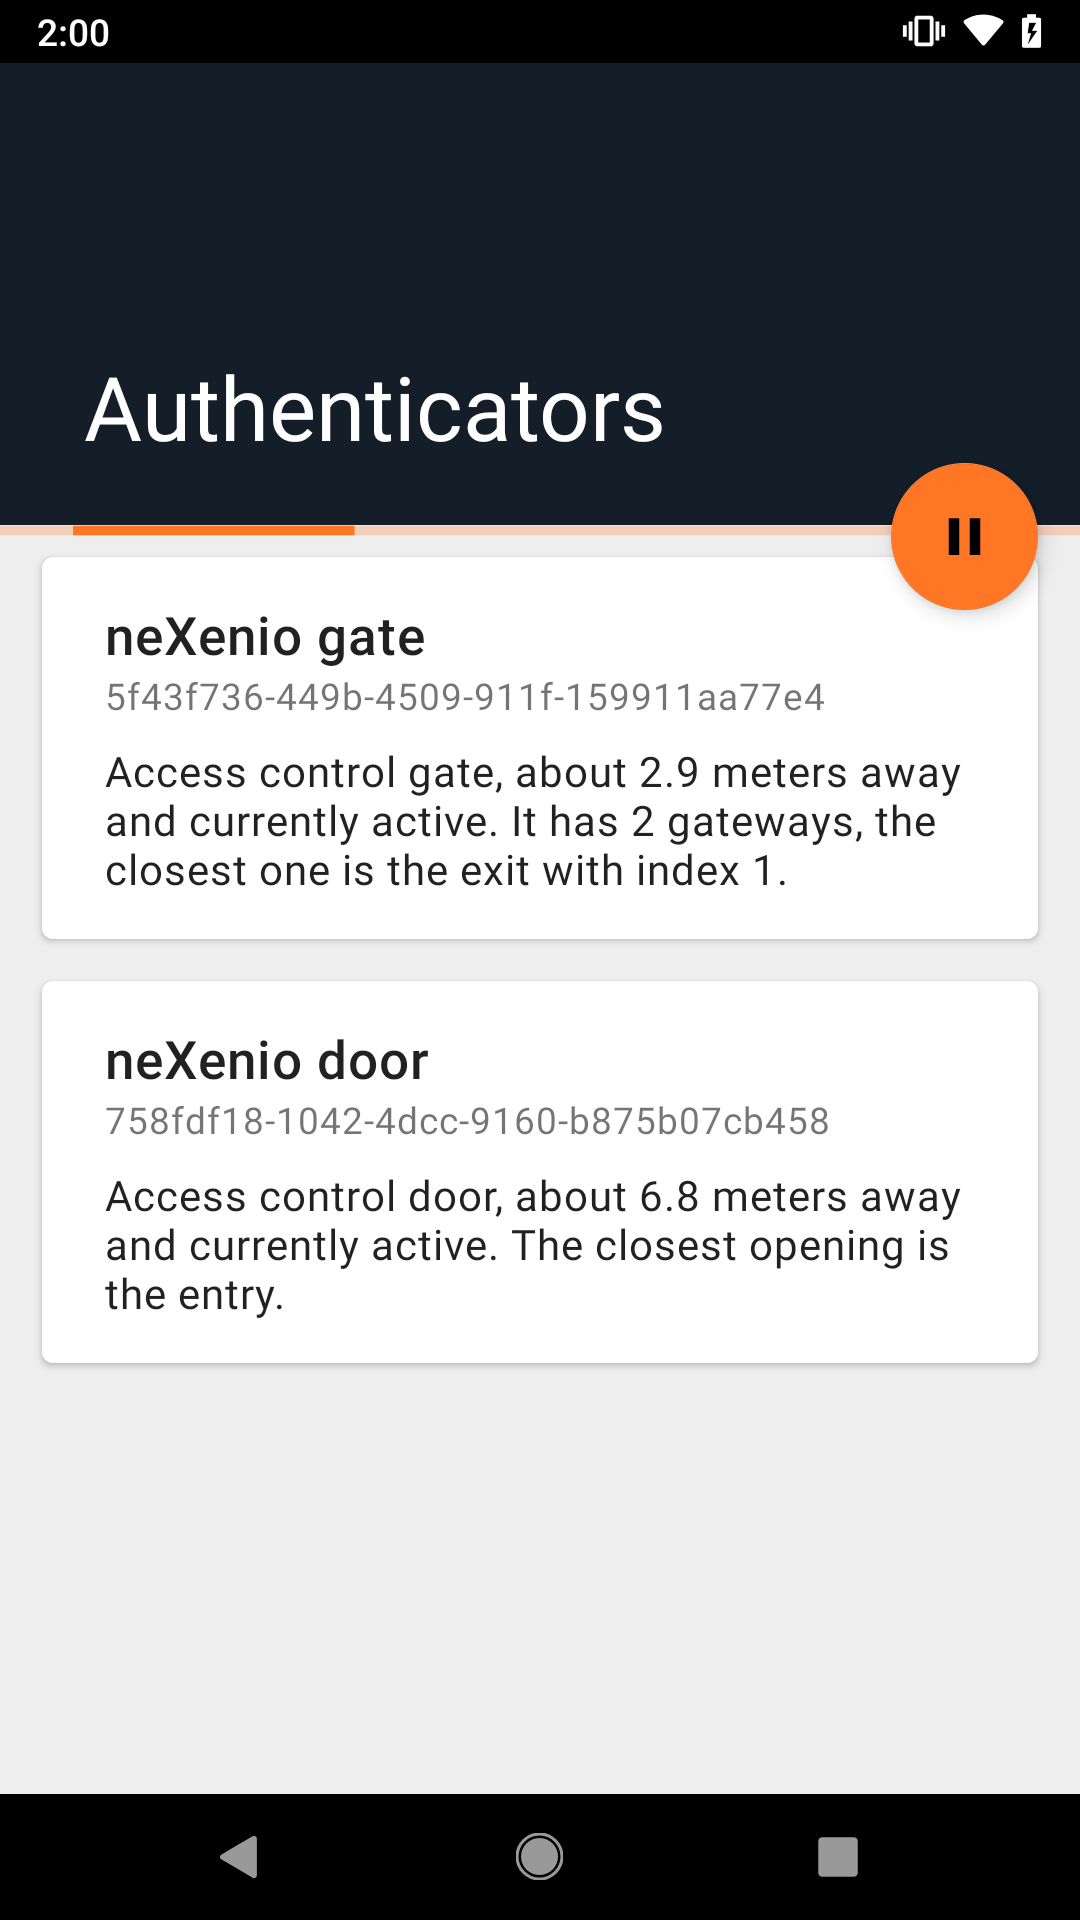 2:00
Authenticators
neXenio gate
5f43f736-449b-4509-911f-159911aa77e4
Access control gate, about 2.9 meters away
and currently active. It has 2 gateways, the
closest one is the exit with index 1.
neXenio door
758fdf18-1042-4dcc-9160-b875b07cb458
Access control door, about 6.8 meters away
and currently active. The closest opening is
the entry.